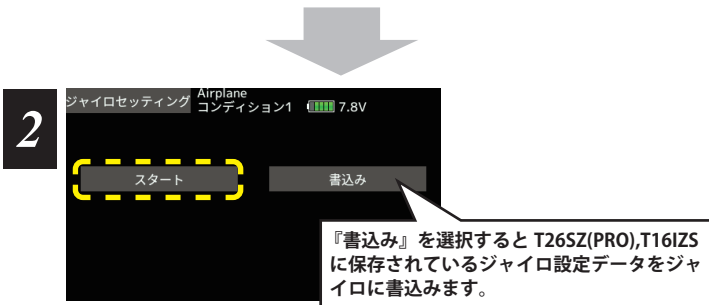 2
ジャイロセッティング
Airplane
コンディション1 7.8V
スタート
書込み
『書込み』を選択すると T26SZ(PRO),T16IZS
に保存されているジャイロ設定データをジャ
イロに書込みます。